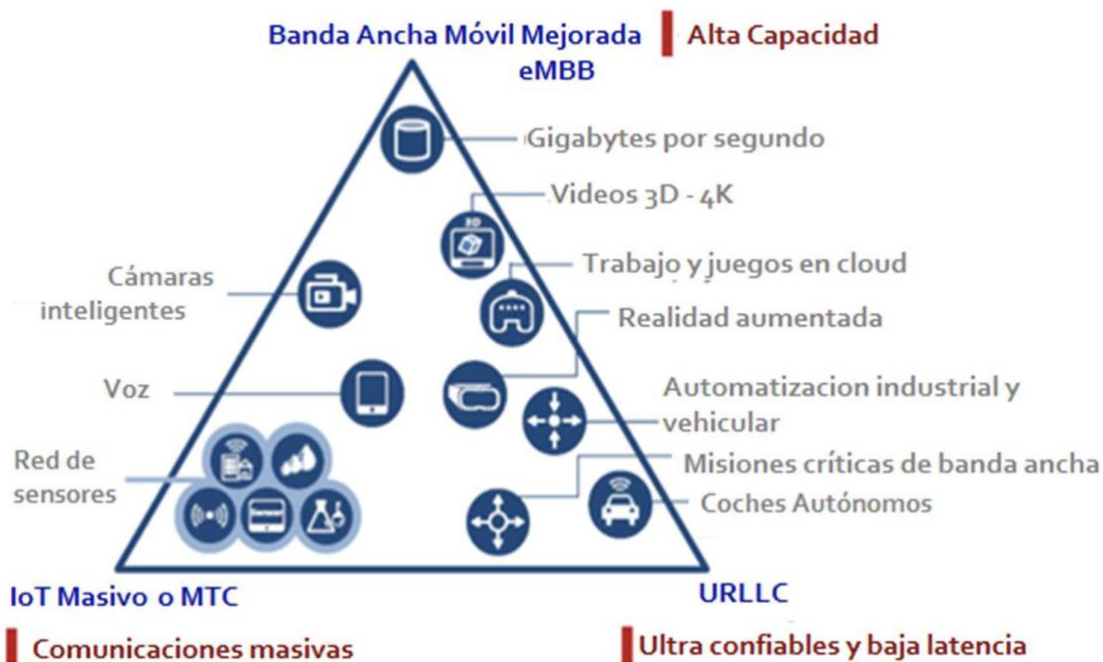 Banda Ancha Móvil Mejorada
eMBB
Alta Capacidad
Gigabytes por segundo
Videos 3D - 4K
3D
Trabajo y juegos en cloud
Cámaras
inteligentes
Realidad aumentada
Voz
Automatizacion industrial y
vehicular
Red de
sensores
Misiones críticas de banda ancha
Coches Autónomos
IoT Masivo o MTC
URLLC
Comunicaciones masivas
Ultra confiables y baja latencia